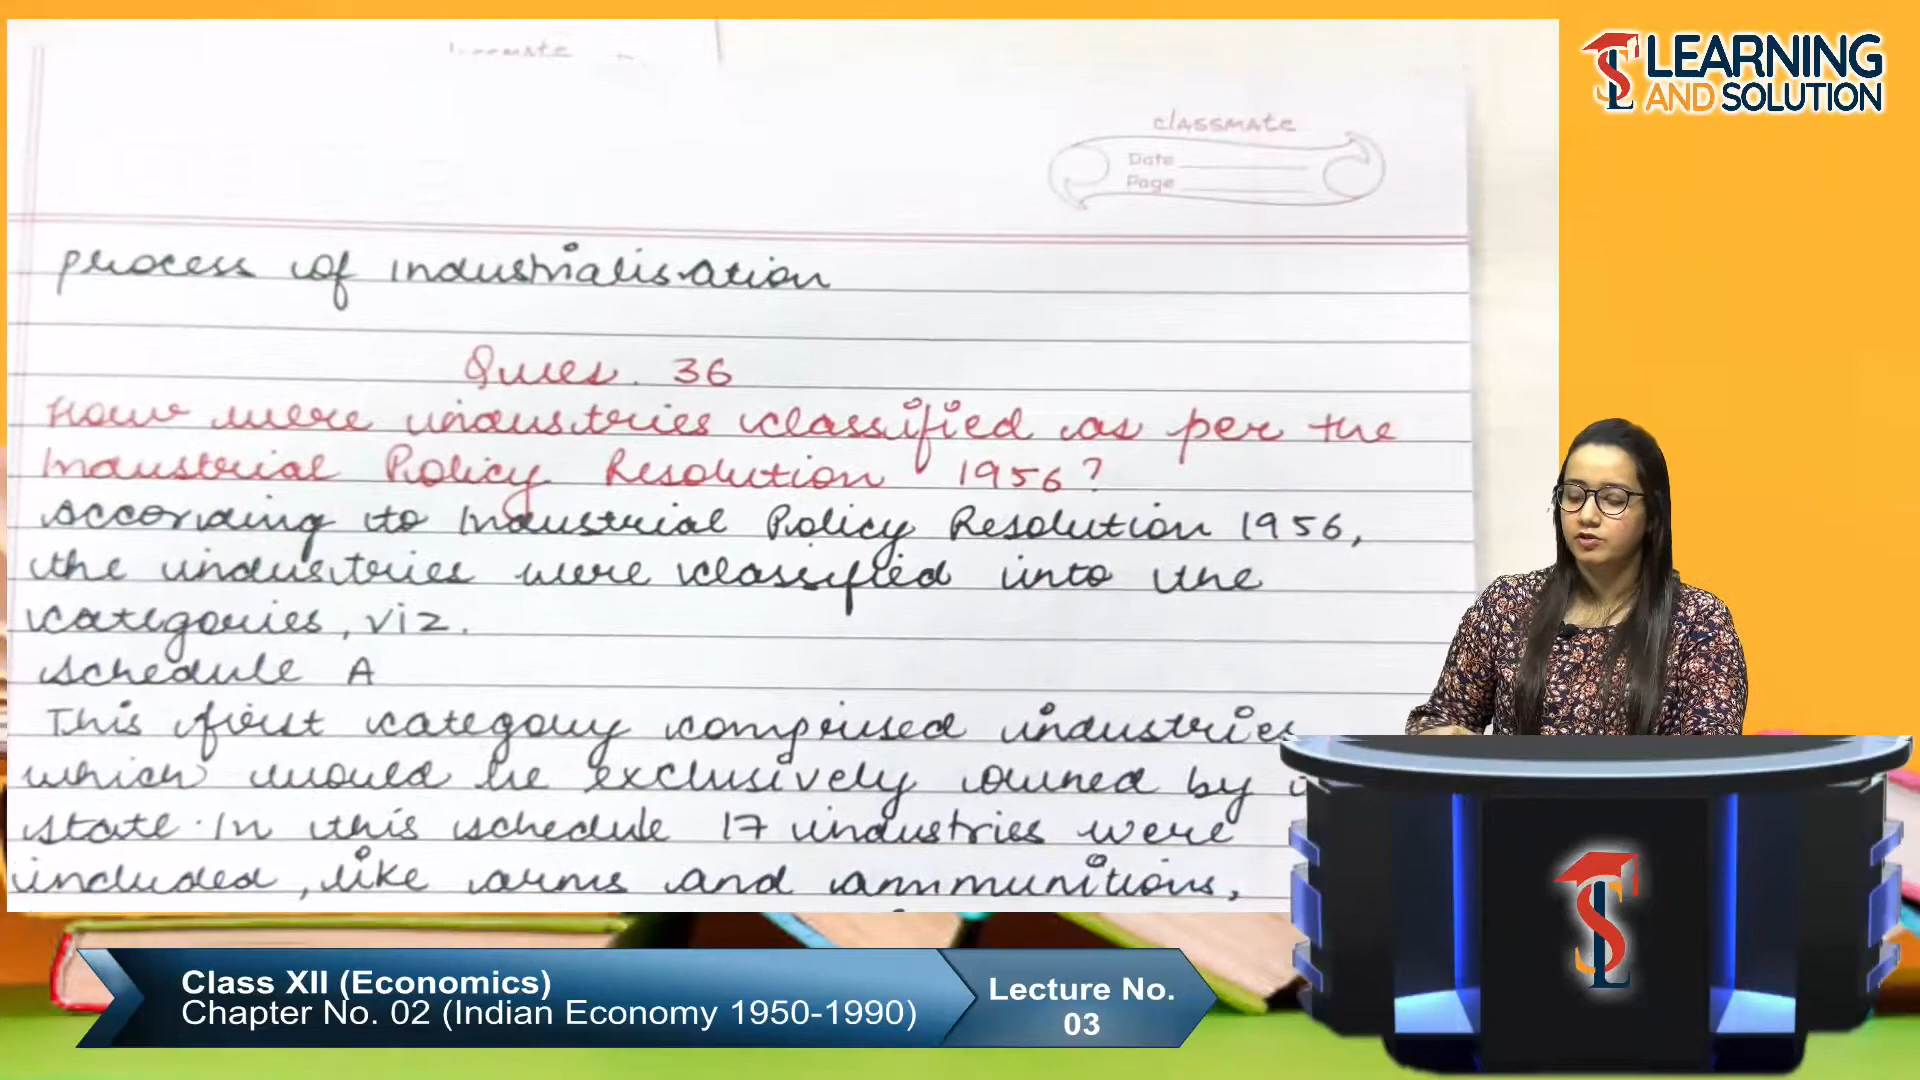 classmate
Date
Page
process of industrialisation
Ques. 36
How were industries classified as per the
Industrial Policy Resolution 1956?
According to Industrial Policy Resolution 1956,
the industries were classified into the
categories, viz.
schedule A
This first category comprised industries
which would be exclusively owned by
state. In this schedule 17 industries were
included, like arms and ammunitions,
LEARNING
AND SOLUTION
Class XII (Economics)
Chapter No. 02 (Indian Economy 1950-1990)
Lecture No.
03